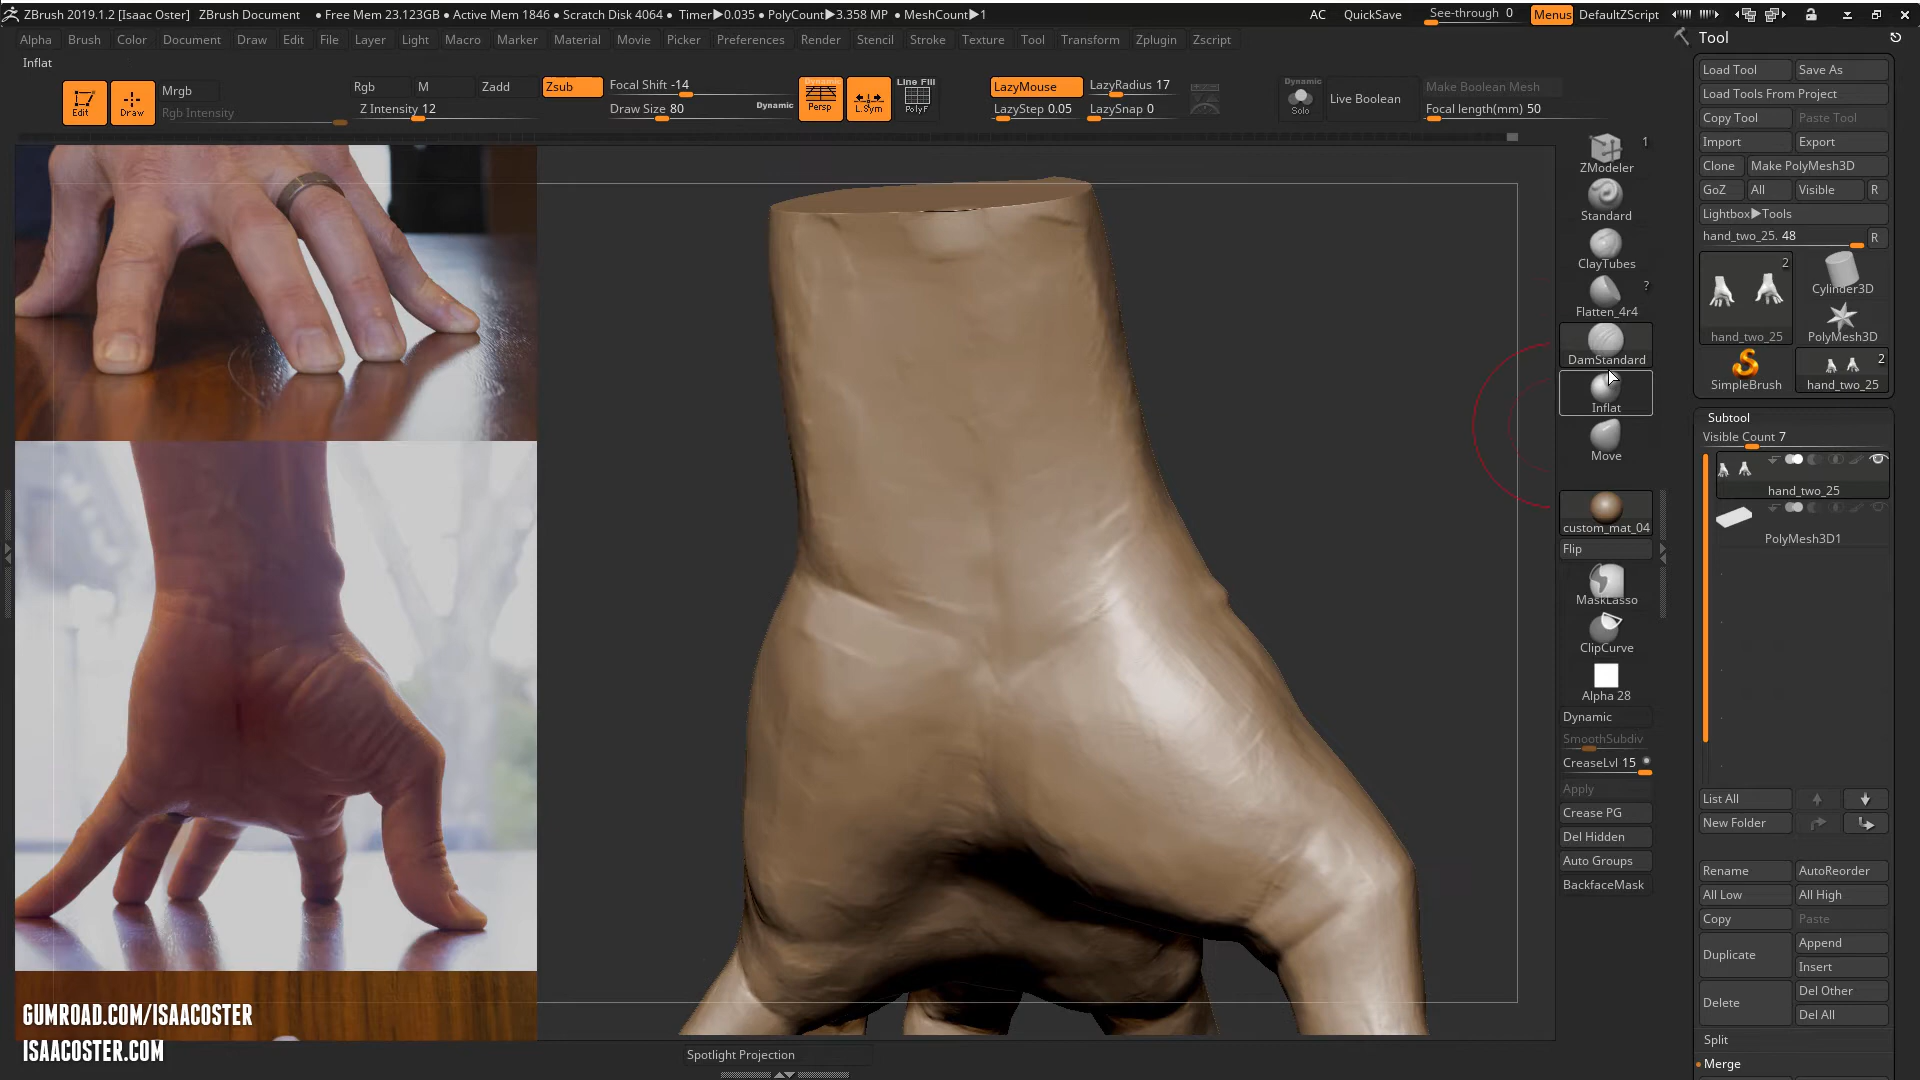 ZBrush 2019.1.2 [Isaac Oster] ZBrush Document • Free Mem 23.123GB • Active Mem 1846 • Scratch Disk 4064 • Timer▶0.035 • PolyCount▶3.358 MP • MeshCount▶1 AC QuickSave See-through 0 Menus DefaultZScript
Alpha Brush Color Document Draw Edit File Layer Light Macro Marker Material Movie Picker Preferences Render Stencil Stroke Texture Tool Transform Zplugin Zscript
Inflat
Edit
Draw
Mrgb
Rgb Intensity
Rgb M Zadd Zsub
Z Intensity 12
Focal Shift -14
Draw Size 80 Dynamic
Dynamic
Persp
L.Sym
Line Fill
PolyF
LazyMouse LazyRadius 17
LazyStep 0.05 LazySnap 0
Dynamic
Solo
Live Boolean
Make Boolean Mesh
Focal length(mm) 50
1
ZModeler
Standard
ClayTubes
?
Flatten_4r4
DamStandard
Inflat
Move
custom_mat_04
Flip
MaskLasso
ClipCurve
Alpha 28
Dynamic
SmoothSubdiv
CreaseLvl 15
Apply
Crease PG
Del Hidden
Auto Groups
BackfaceMask
Tool
Load Tool Save As
Load Tools From Project
Copy Tool Paste Tool
Import Export
Clone Make PolyMesh3D
GoZ All Visible R
Lightbox▶Tools
hand_two_25. 48 R
2
hand_two_25
Cylinder3D
PolyMesh3D
SimpleBrush
2
hand_two_25
Subtool
Visible Count 7
hand_two_25
PolyMesh3D1
List All
New Folder
Rename AutoReorder
All Low All High
Copy Paste
Duplicate Append
Insert
Delete Del Other
Del All
Split
Merge
GUMROAD.COM/ISAACOSTER
ISAACOSTER.COM
Spotlight Projection